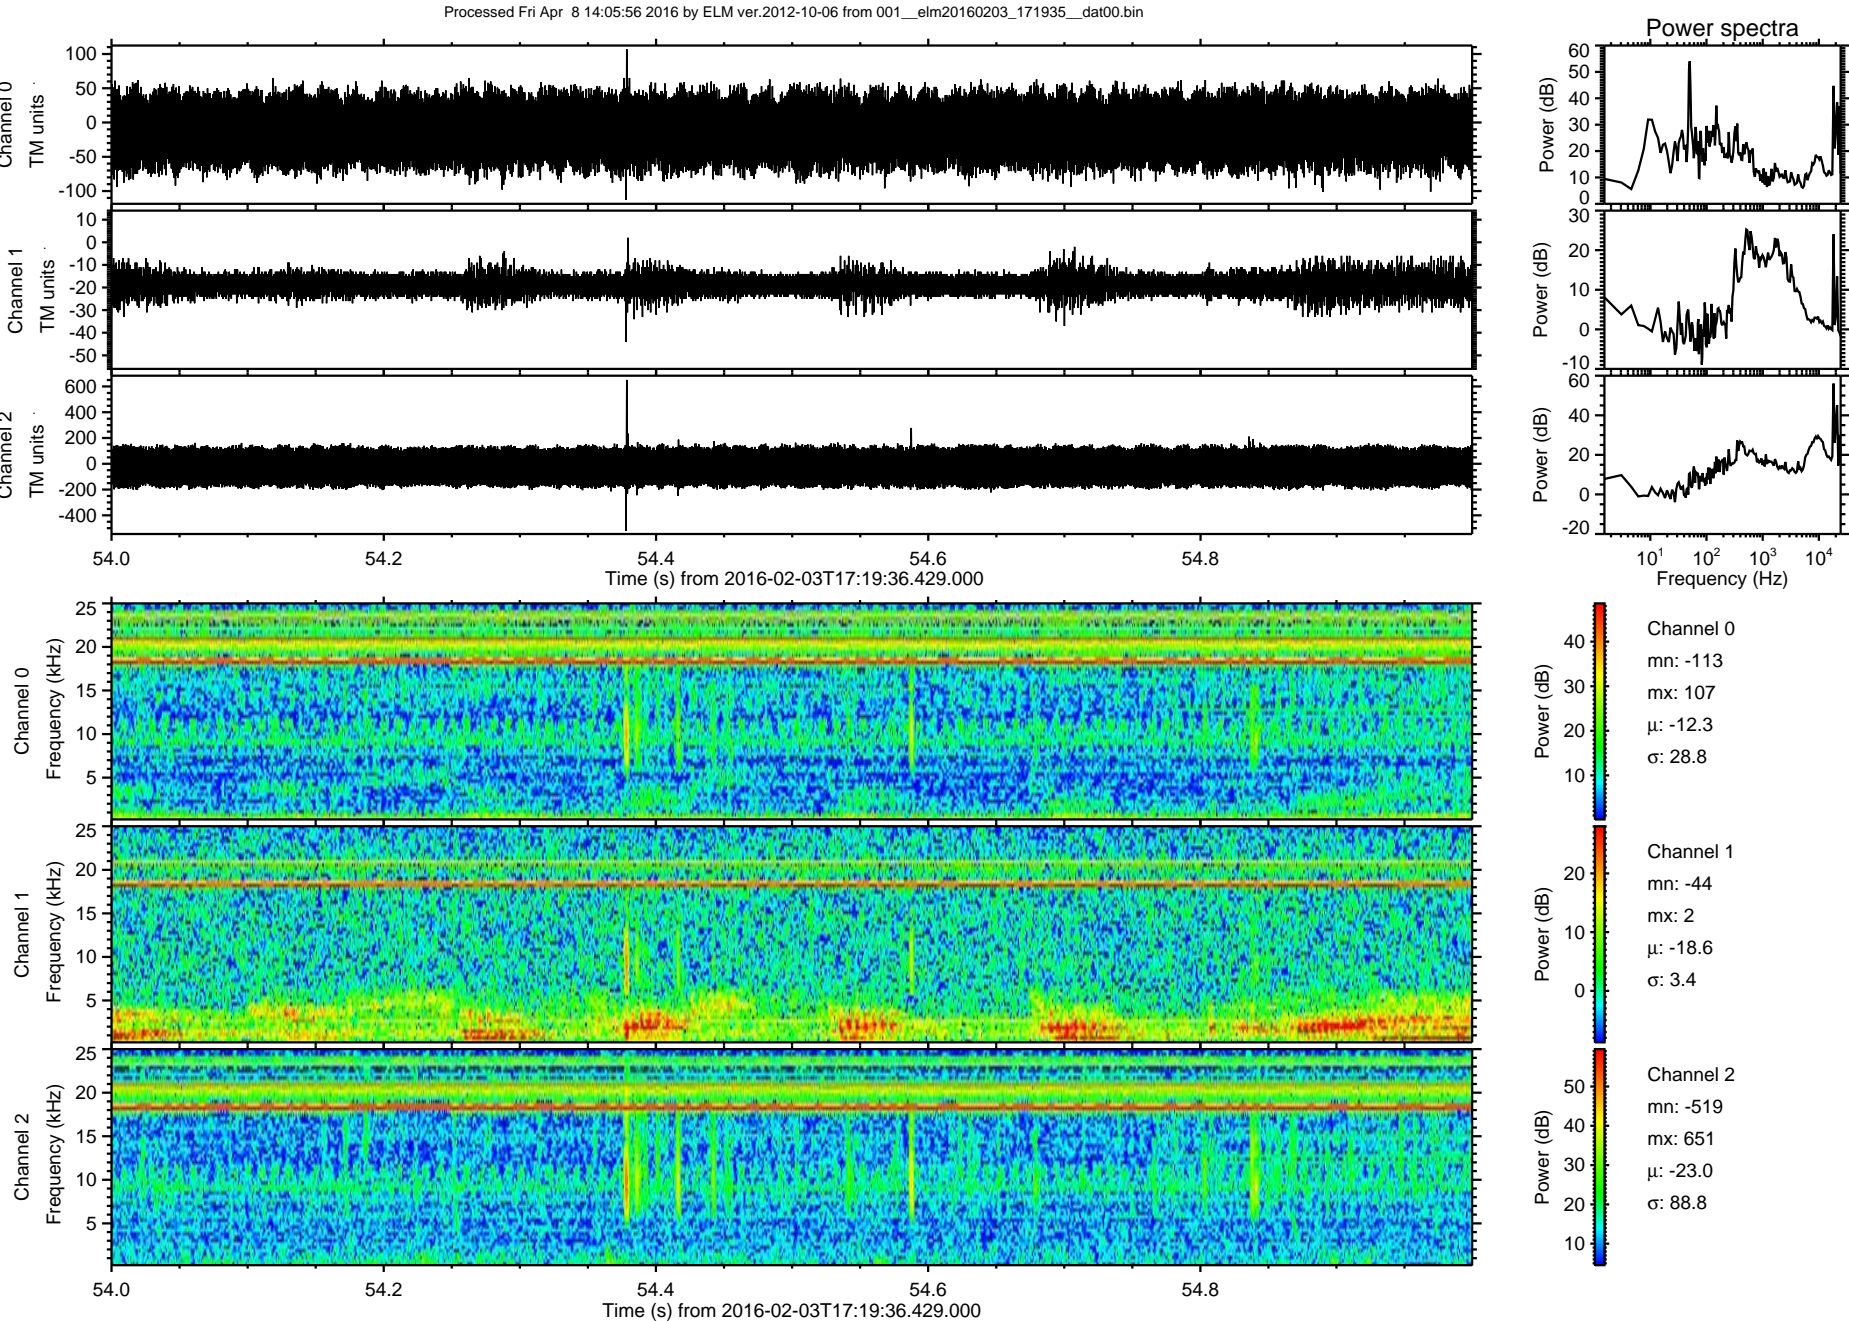 Processed Fri Apr  8 14:05:56 2016 by ELM ver.2012-10-06 from 001__elm20160203_171935__dat00.bin
Power spectra
Channel 0
TM units
100
50
0
-50
-100
Power (dB)
60
50
40
30
20
10
0
Channel 1
TM units
10
0
-10
-20
-30
-40
-50
Power (dB)
30
20
10
0
-10
Channel 2
TM units
600
400
200
0
-200
-400
Power (dB)
60
40
20
0
-20
54.0 54.2 54.4 54.6 54.8
Time (s) from 2016-02-03T17:19:36.429.000
10^1 10^2 10^3 10^4
Frequency (Hz)
Channel 0
Frequency (kHz)
25
20
15
10
5
Power (dB)
40
30
20
10
Channel 0
mn: -113
mx: 107
μ: -12.3
σ: 28.8
Channel 1
Frequency (kHz)
25
20
15
10
5
Power (dB)
20
10
0
Channel 1
mn: -44
mx: 2
μ: -18.6
σ: 3.4
Channel 2
Frequency (kHz)
25
20
15
10
5
Power (dB)
50
40
30
20
10
Channel 2
mn: -519
mx: 651
μ: -23.0
σ: 88.8
54.0 54.2 54.4 54.6 54.8
Time (s) from 2016-02-03T17:19:36.429.000